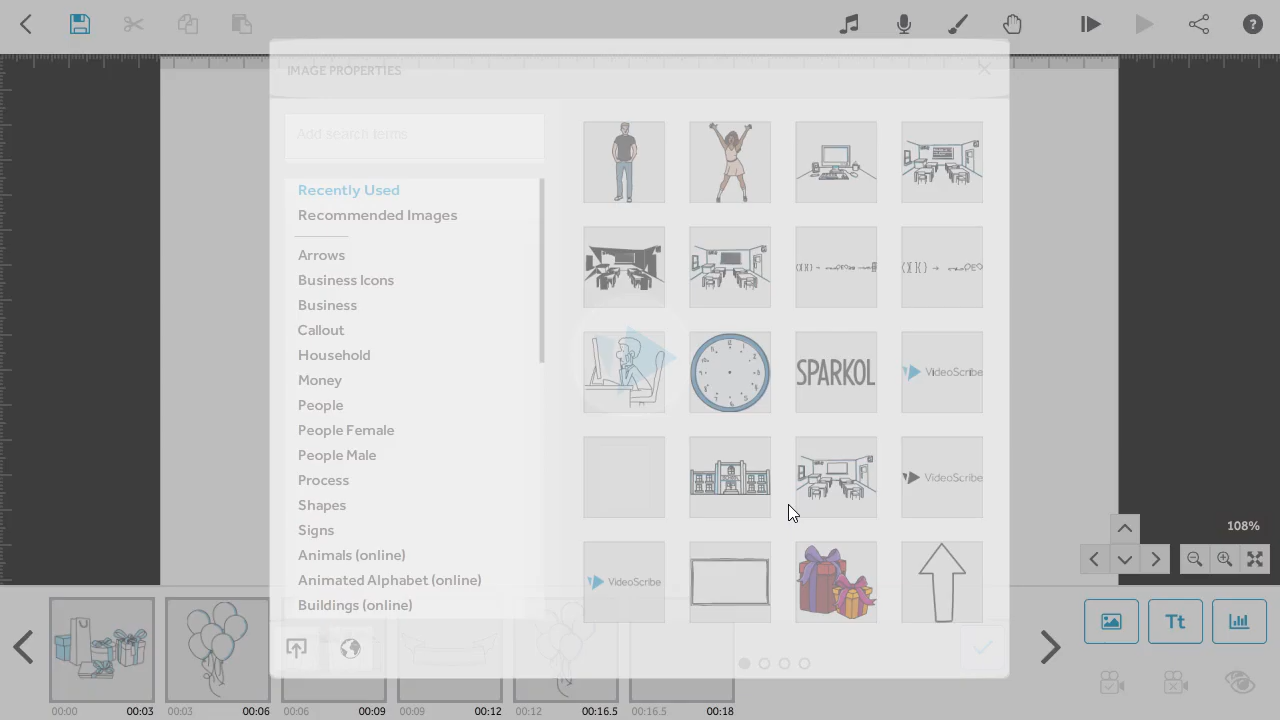 IMAGE PROPERTIES
Add search terms
Recently Used
Recommended Images
Arrows
Business Icons
Business
Callout
Household
Money
People
People Female
People Male
Process
Shapes
Signs
Animals (online)
Animated Alphabet (online)
Buildings (online)
SPARKOL
VideoScribe
VideoScribe
VideoScribe
108%
Tt
00:00 00:03
00:03 00:06
00:06 00:09
00:09 00:12
00:12 00:16.5
00:16.5 00:18